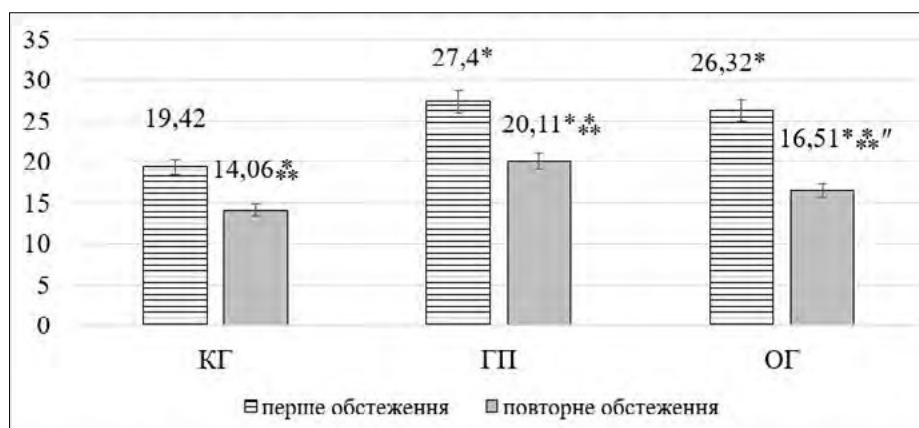 35
30
25
20
15
10
5
0
19,42
14,06⁂
27,4*
20,11*⁂
26,32*
16,51*⁂″
КГ
ГП
ОГ
перше обстеження
повторне обстеження